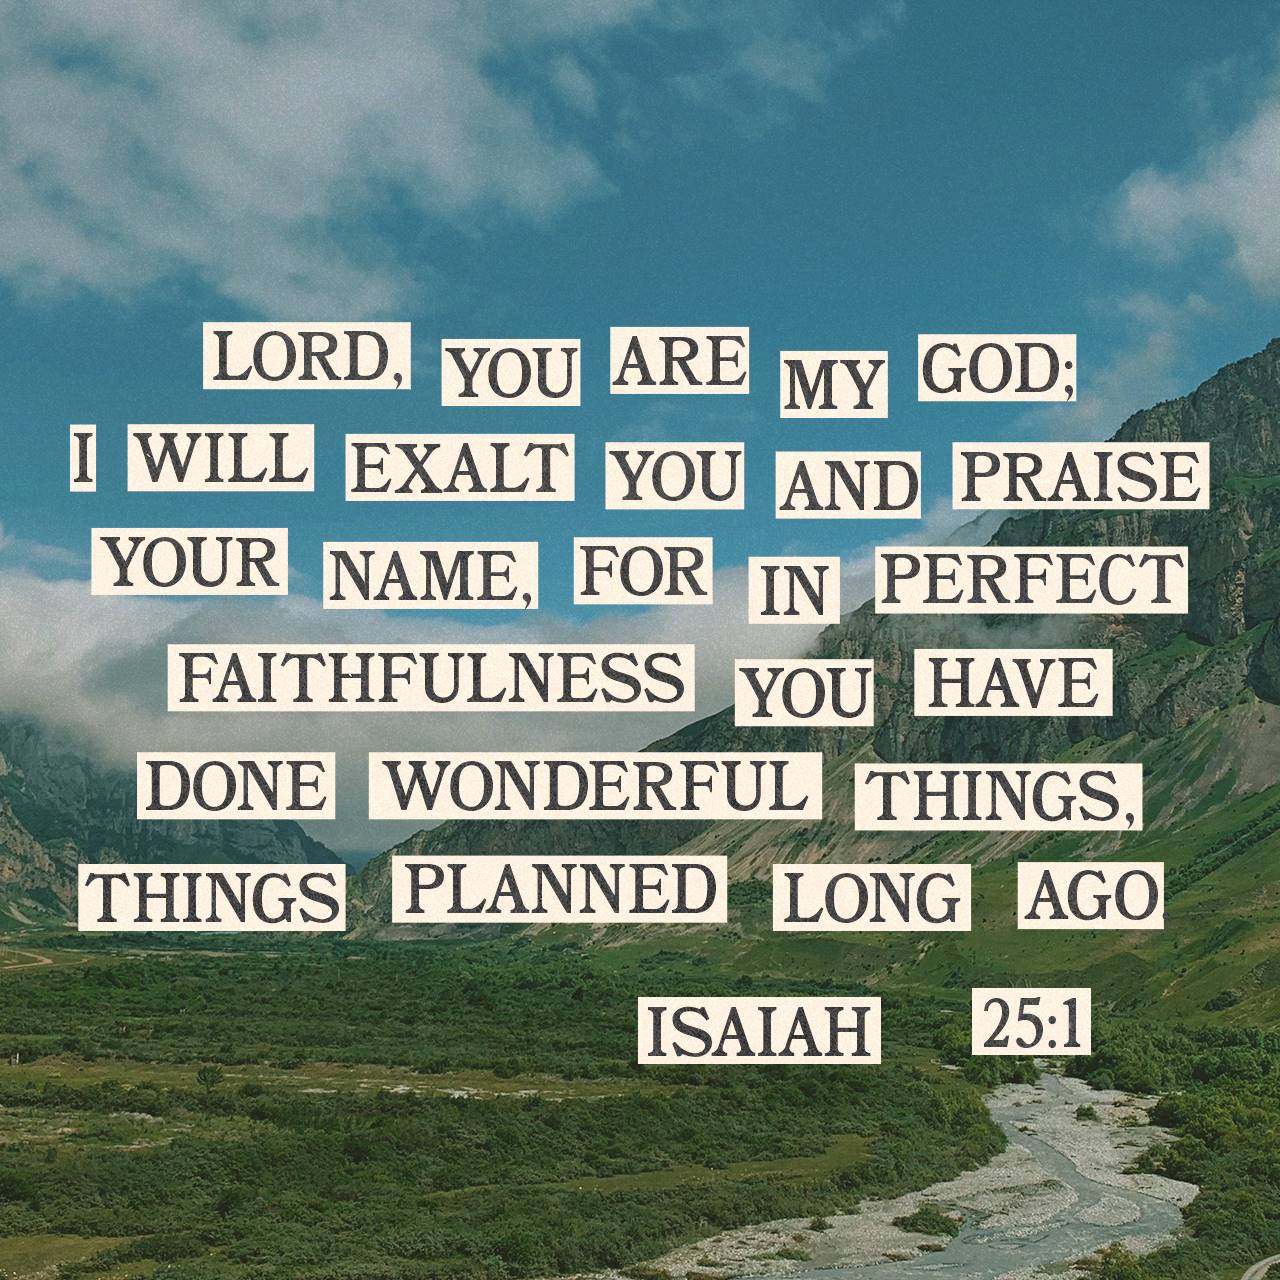 LORD, YOU ARE MY GOD;
I WILL EXALT YOU AND PRAISE
YOUR NAME, FOR IN PERFECT
FAITHFULNESS YOU HAVE
DONE WONDERFUL THINGS,
THINGS PLANNED LONG AGO.
ISAIAH 25:1